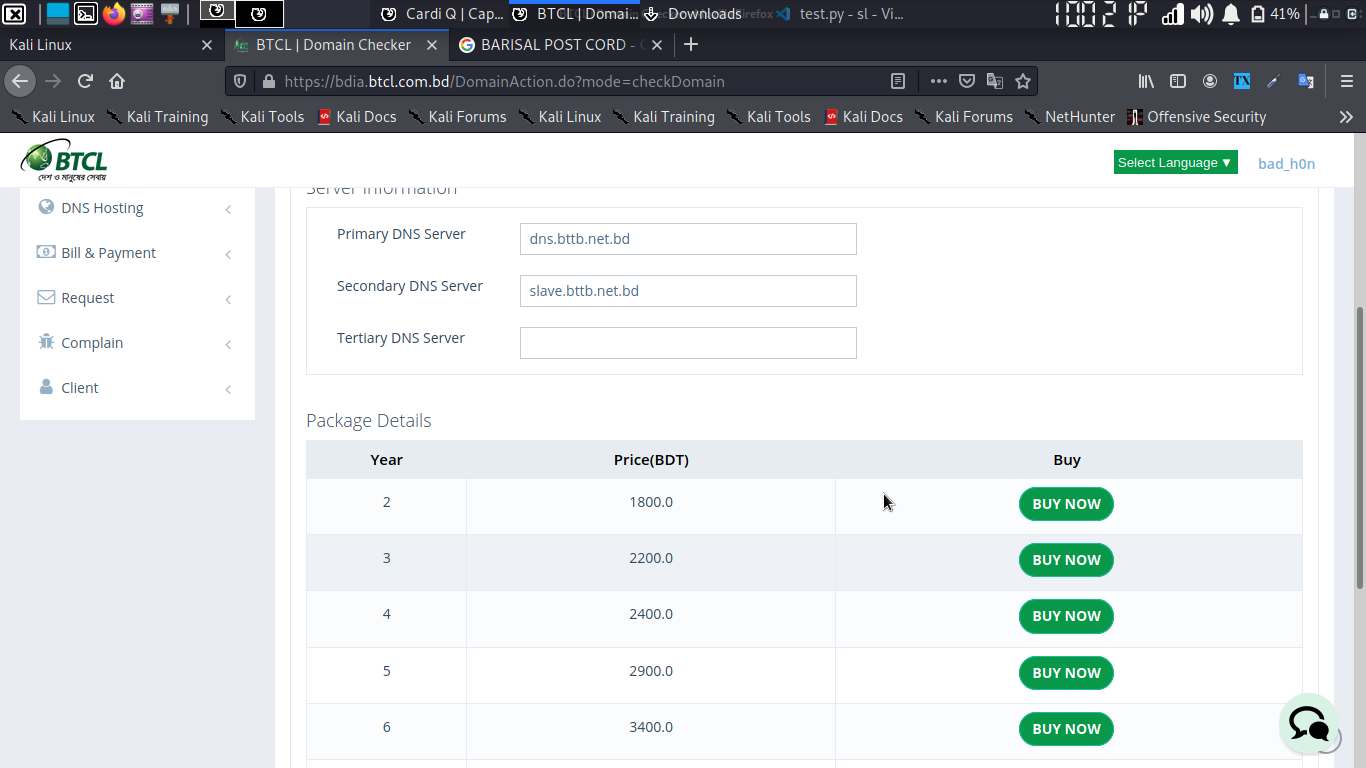 Cardi Q | Cap...
BTCL | Domain...
Downloads
test.py - sl - Vi...
10:02 1P
41%
Kali Linux
BTCL | Domain Checker
BARISAL POST CORD -
https://bdia.btcl.com.bd/DomainAction.do?mode=checkDomain
Kali Linux
Kali Training
Kali Tools
Kali Docs
Kali Forums
Kali Linux
Kali Training
Kali Tools
Kali Docs
Kali Forums
NetHunter
Offensive Security
BTCL
দেশ ও মানুষের সেবায়
Select Language ▼
bad_h0n
Server Information
DNS Hosting
Bill & Payment
Request
Complain
Client
Primary DNS Server
dns.bttb.net.bd
Secondary DNS Server
slave.bttb.net.bd
Tertiary DNS Server
Package Details
Year Price(BDT) Buy
2 1800.0 BUY NOW
3 2200.0 BUY NOW
4 2400.0 BUY NOW
5 2900.0 BUY NOW
6 3400.0 BUY NOW